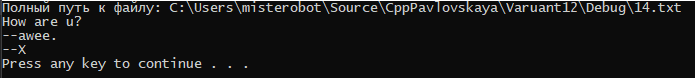 Полный путь к файлу: C:\Users\misterobot\Source\CppPavlovskaya\Varuant12\Debug\14.txt
How are u?
--awee.
--X
Press any key to continue . . .